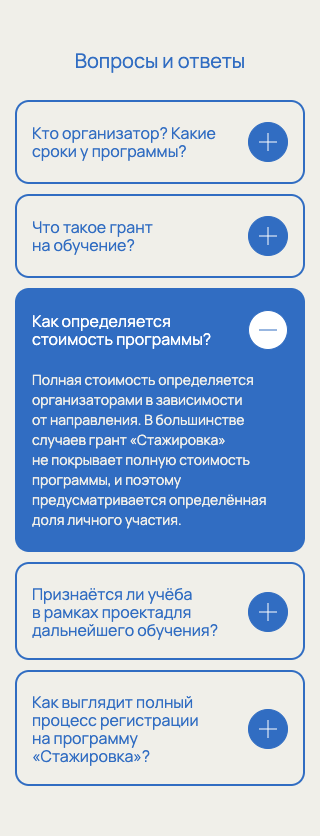 Вопросы и ответы
Кто организатор? Какие
сроки у программы?
Что такое грант
на обучение?
Как определяется
стоимость программы?
Полная стоимость определяется
организаторами в зависимости
от направления. В большинстве
случаев грант «Стажировка»
не покрывает полную стоимость
программы, и поэтому
предусматривается определённая
доля личного участия.
Признаётся ли учёба
в рамках проектадля
дальнейшего обучения?
Как выглядит полный
процесс регистрации
на программу
«Стажировка»?